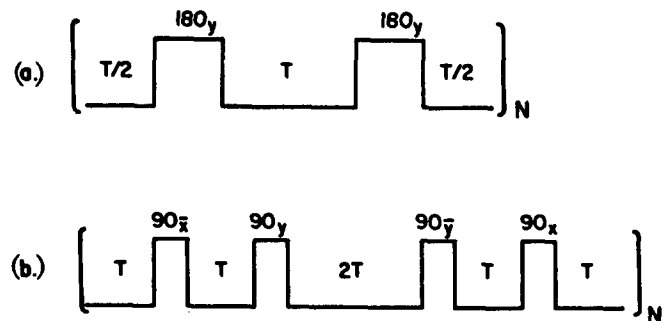 180y 180y
(a.) T/2 T T/2 N
90x̄ 90y 90ȳ 90x
(b.) T T 2T T T N